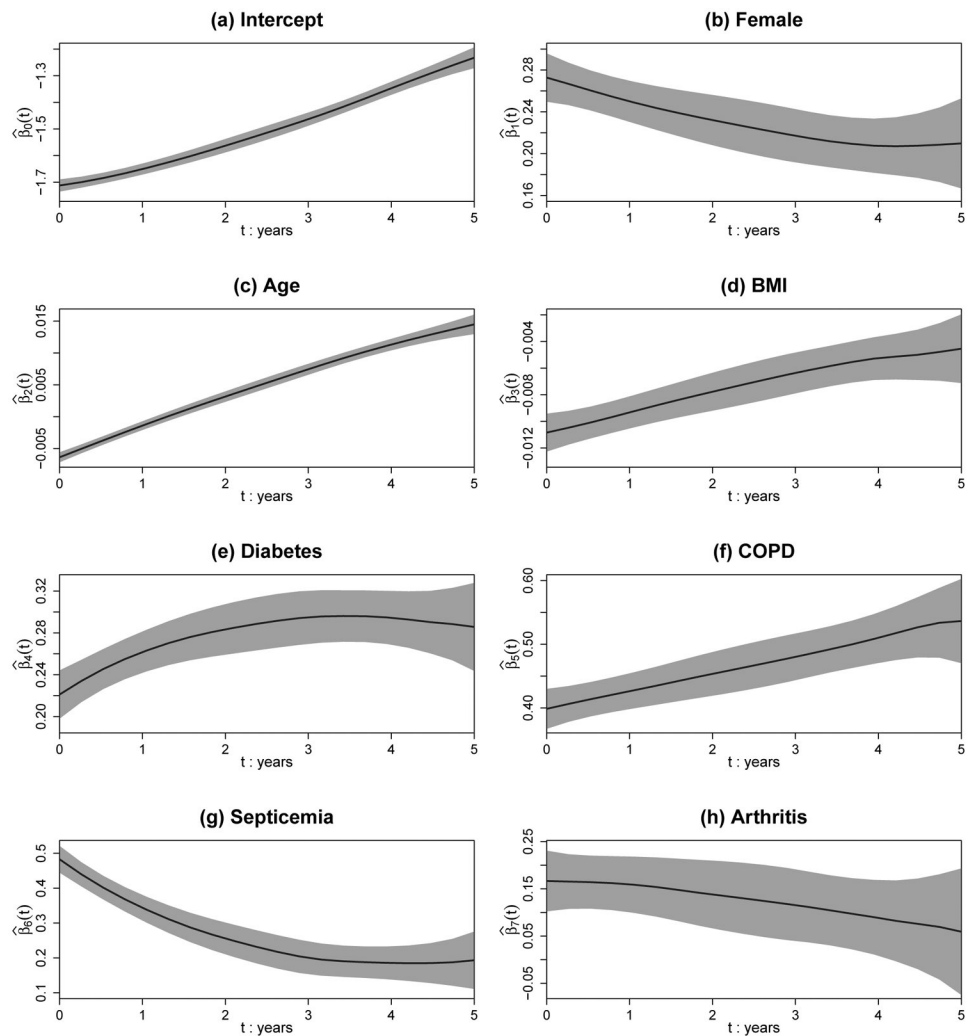 (a) Intercept
(b) Female
β̂₀(t)
−1.7 −1.5 −1.3
0 1 2 3 4 5
t : years
β̂₁(t)
0.16 0.20 0.24 0.28
0 1 2 3 4 5
t : years
(c) Age
(d) BMI
β̂₂(t)
−0.005 0.005 0.015
0 1 2 3 4 5
t : years
β̂₃(t)
−0.012 −0.008 −0.004
0 1 2 3 4 5
t : years
(e) Diabetes
(f) COPD
β̂₄(t)
0.20 0.24 0.28 0.32
0 1 2 3 4 5
t : years
β̂₅(t)
0.40 0.50 0.60
0 1 2 3 4 5
t : years
(g) Septicemia
(h) Arthritis
β̂₆(t)
0.1 0.2 0.3 0.4 0.5
0 1 2 3 4 5
t : years
β̂₇(t)
−0.05 0.05 0.15 0.25
0 1 2 3 4 5
t : years